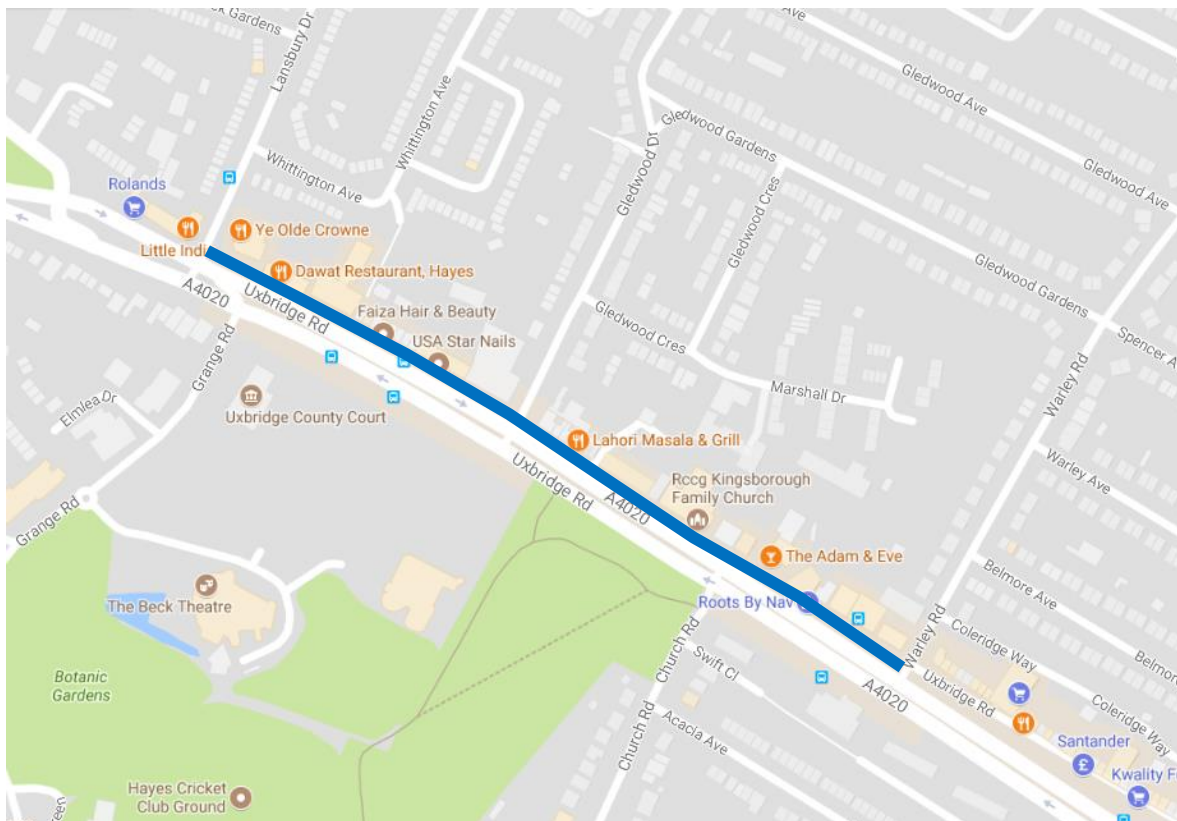 Gardens
Lansbury Dr
Whittington Ave
Whittington Ave
Gledwood Ave
Gledwood Ave
Gledwood Gardens
Gledwood Dr
Gledwood Cres
Gledwood Gardens
Rolands
Little Indi
Ye Olde Crowne
Dawat Restaurant, Hayes
A4020
Uxbridge Rd
Faiza Hair & Beauty
USA Star Nails
Gledwood Cres
Spencer A
Warley Rd
Marshall Dr
Grange Rd
Elmlea Dr
Uxbridge County Court
Lahori Masala & Grill
Warley Ave
Uxbridge Rd
A4020
Rccg Kingsborough
Family Church
Grange Rd
The Adam & Eve
Belmore Ave
The Beck Theatre
Roots By Nav
Warley Rd
Coleridge Way
Belmor
Church Rd
Swift Cl
Botanic
Gardens
A4020
Uxbridge Rd
Coleridge Way
Church Rd
Acacia Ave
Santander
£
Kwality F
Hayes Cricket
Club Ground